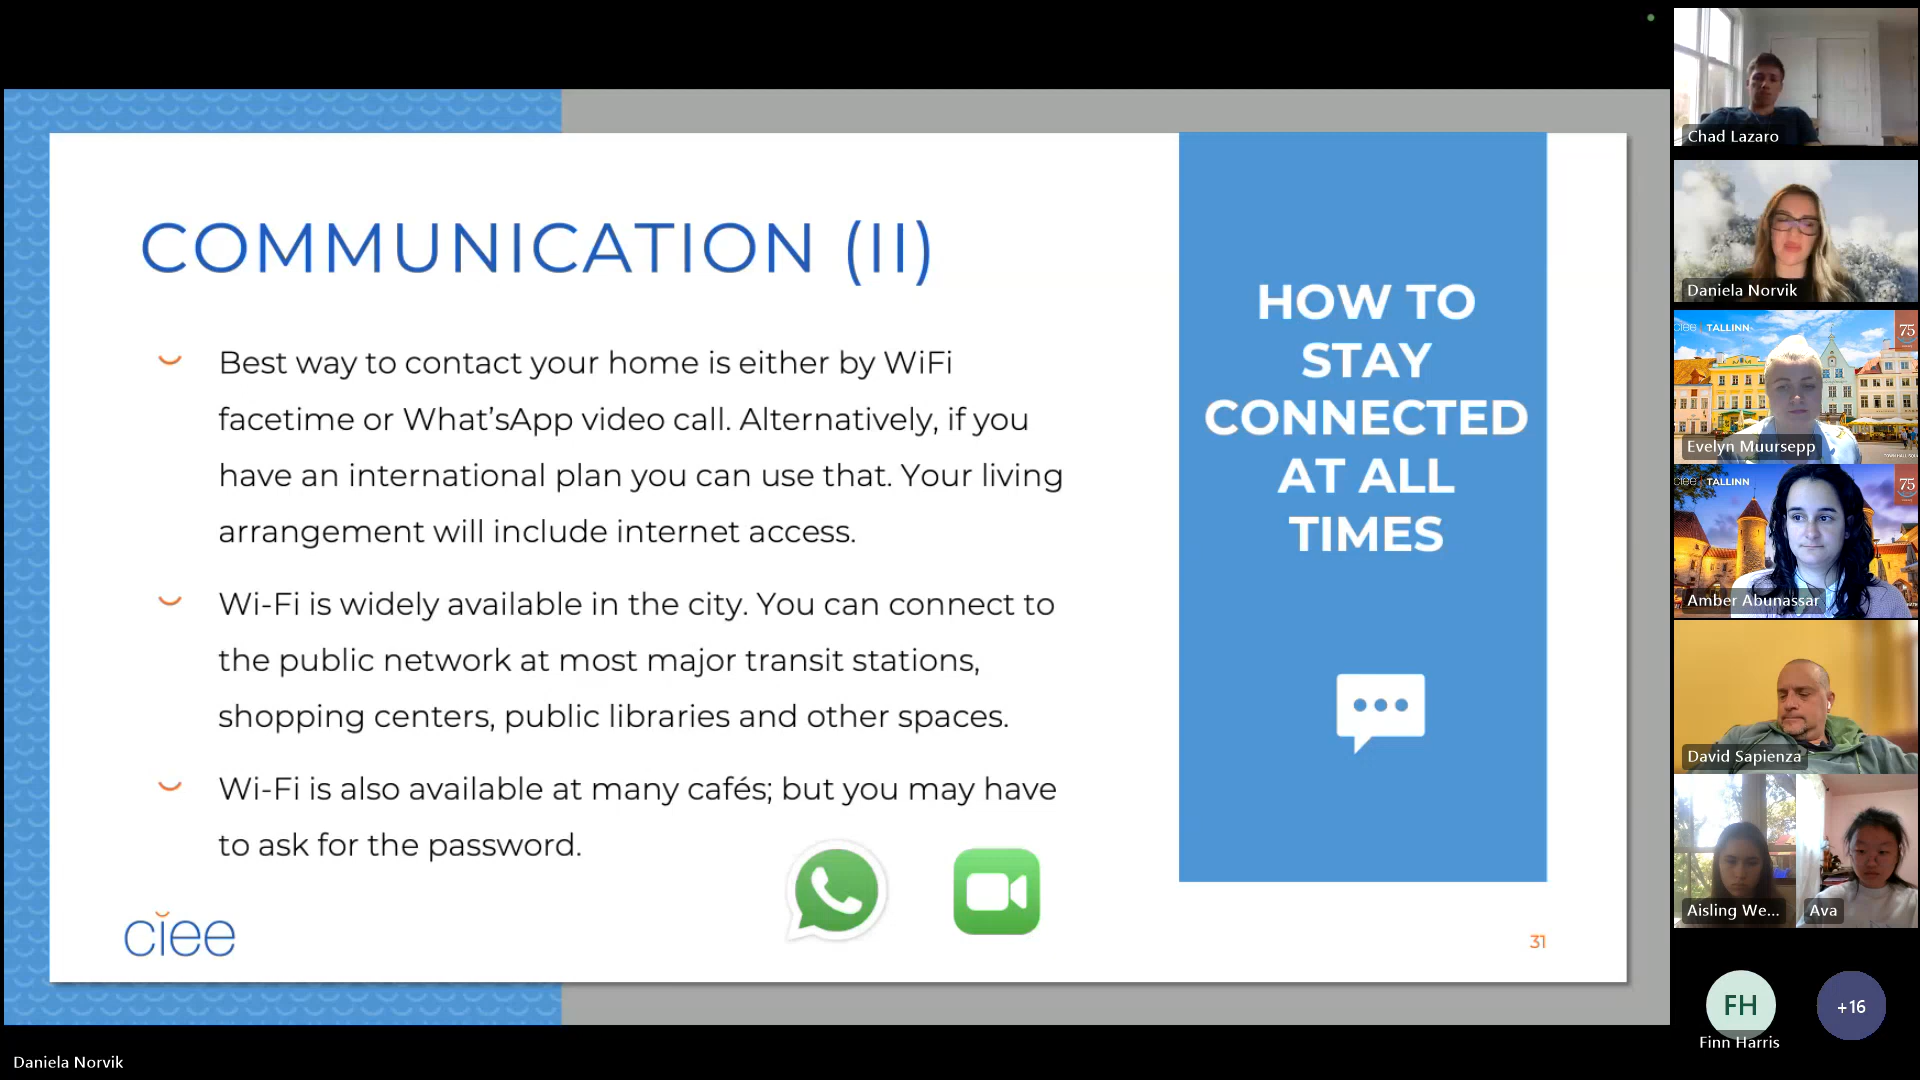 COMMUNICATION (II)
Best way to contact your home is either by WiFi
facetime or What'sApp video call. Alternatively, if you
have an international plan you can use that. Your living
arrangement will include internet access.
Wi-Fi is widely available in the city. You can connect to
the public network at most major transit stations,
shopping centers, public libraries and other spaces.
Wi-Fi is also available at many cafés; but you may have
to ask for the password.
ciee
HOW TO
STAY
CONNECTED
AT ALL
TIMES
31
Daniela Norvik
Chad Lazaro
Daniela Norvik
ciee TALLINN
75
Evelyn Muursepp
ciee TALLINN
75
Amber Abunassar
David Sapienza
Aisling We...
Ava
FH
+16
Finn Harris